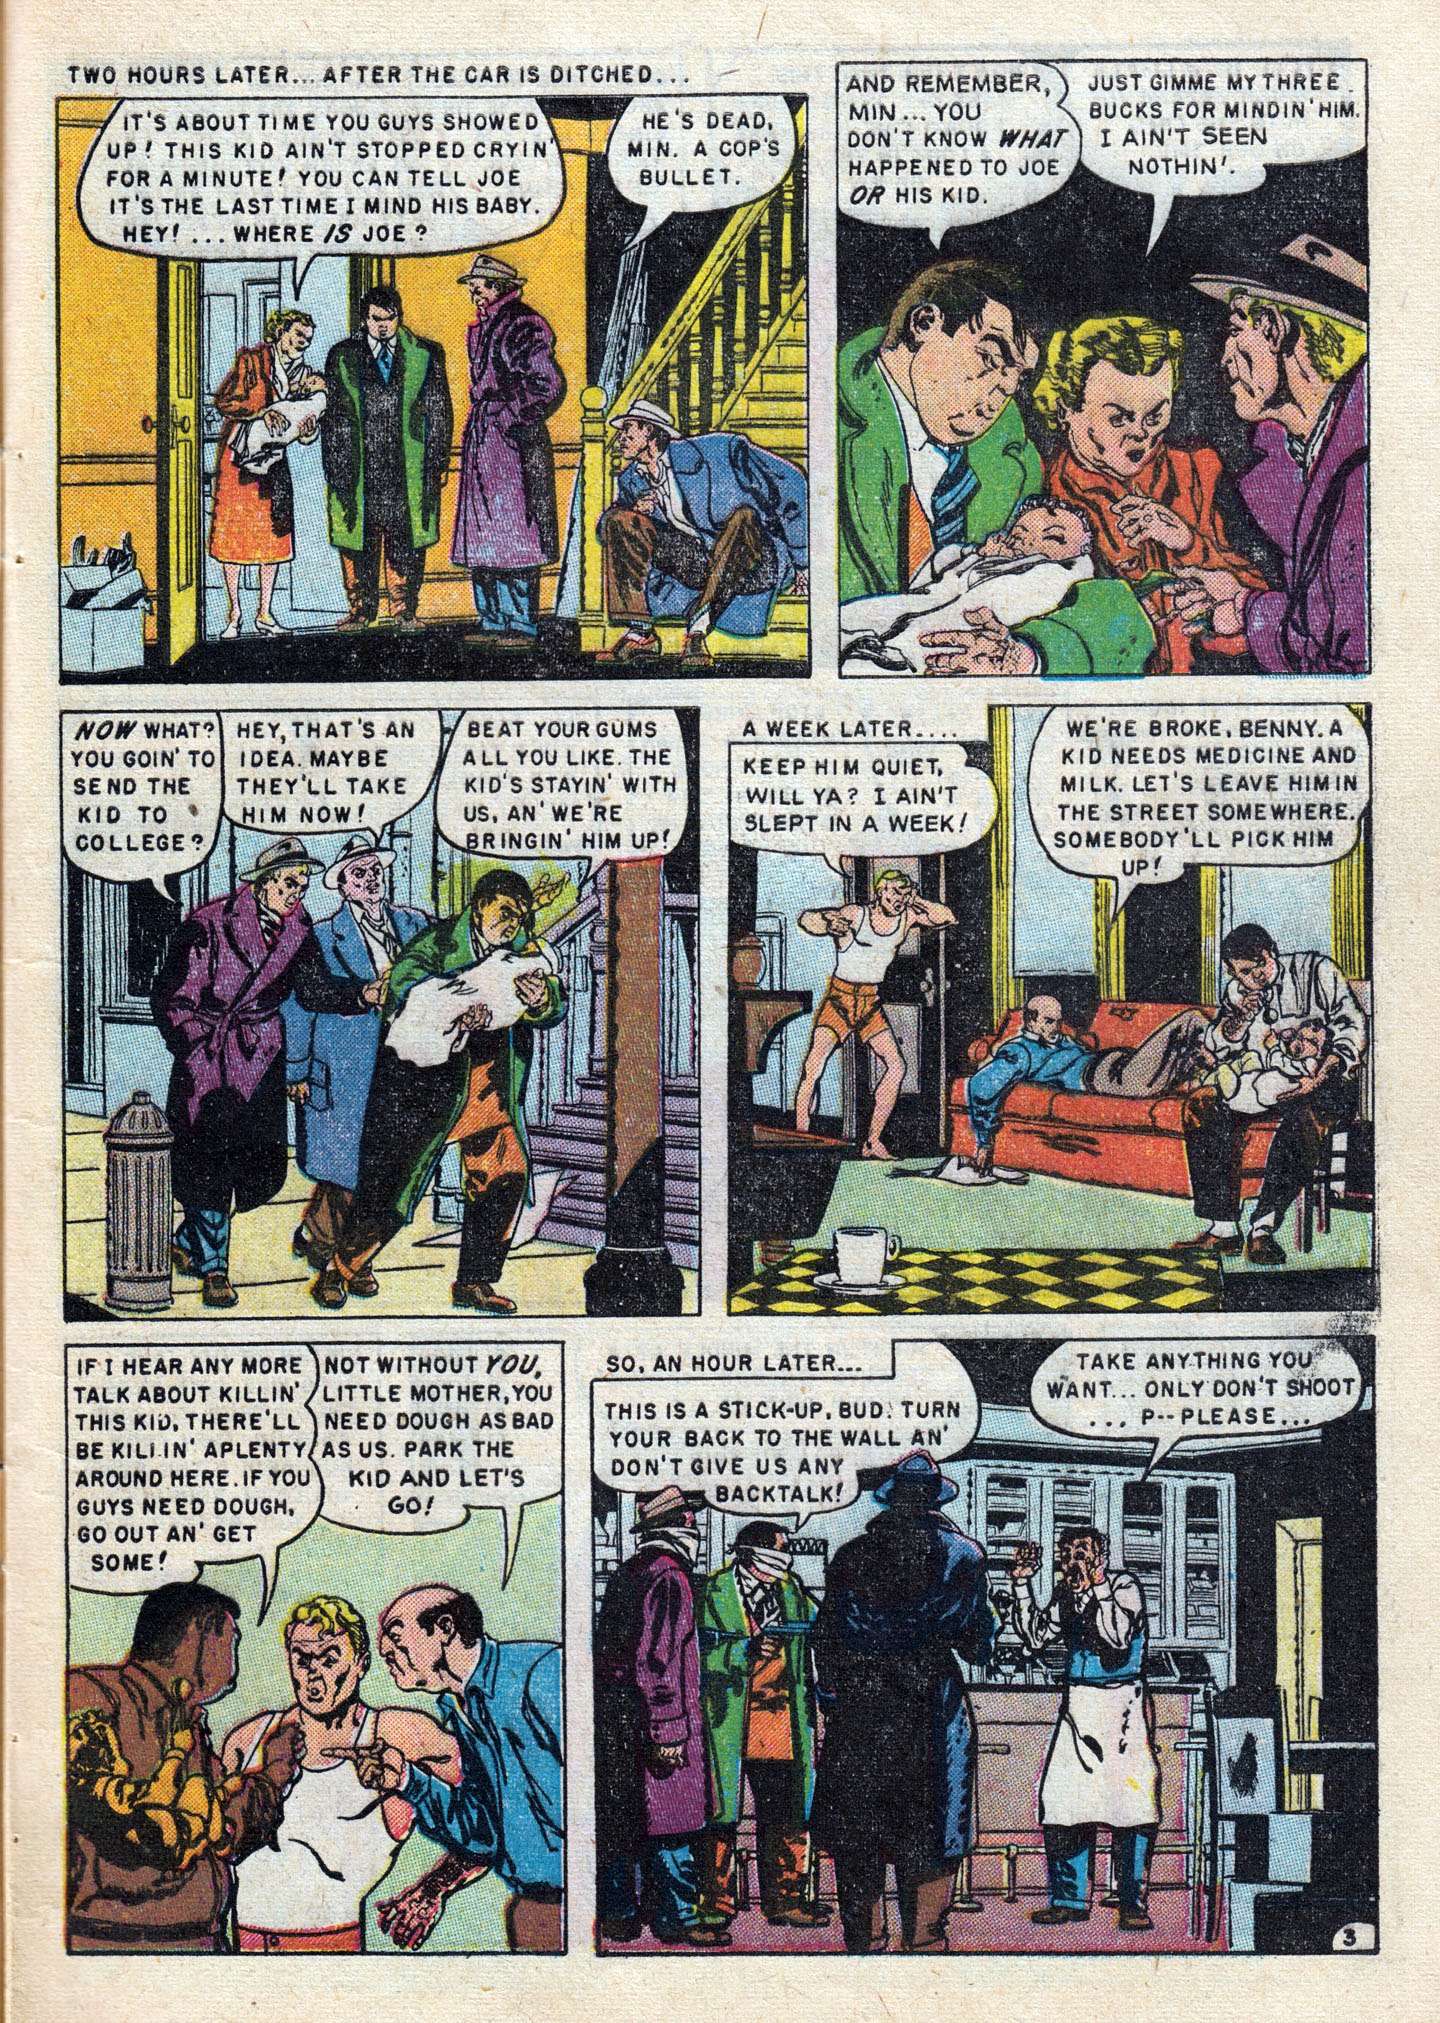 TWO HOURS LATER... AFTER THE CAR IS DITCHED...
IT'S ABOUT TIME YOU GUYS SHOWED
UP! THIS KID AIN'T STOPPED CRYIN'
FOR A MINUTE! YOU CAN TELL JOE
IT'S THE LAST TIME I MIND HIS BABY.
HEY! ... WHERE IS JOE?
HE'S DEAD,
MIN. A COP'S
BULLET.
AND REMEMBER,
MIN... YOU
DON'T KNOW WHAT
HAPPENED TO JOE
OR HIS KID.
JUST GIMME MY THREE
BUCKS FOR MINDIN' HIM.
I AIN'T SEEN
NOTHIN'.
NOW WHAT?
YOU GOIN' TO
SEND THE
KID TO
COLLEGE?
HEY, THAT'S AN
IDEA. MAYBE
THEY'LL TAKE
HIM NOW!
BEAT YOUR GUMS
ALL YOU LIKE. THE
KID'S STAYIN' WITH
US, AN' WE'RE
BRINGIN' HIM UP!
A WEEK LATER....
KEEP HIM QUIET,
WILL YA? I AIN'T
SLEPT IN A WEEK!
WE'RE BROKE, BENNY. A
KID NEEDS MEDICINE AND
MILK. LET'S LEAVE HIM IN
THE STREET SOMEWHERE.
SOMEBODY'LL PICK HIM
UP!
IF I HEAR ANY MORE
TALK ABOUT KILLIN'
THIS KID, THERE'LL
BE KILLIN' APLENTY
AROUND HERE. IF YOU
GUYS NEED DOUGH,
GO OUT AN' GET
SOME!
NOT WITHOUT YOU,
LITTLE MOTHER, YOU
NEED DOUGH AS BAD
AS US. PARK THE
KID AND LET'S
GO!
SO, AN HOUR LATER...
THIS IS A STICK-UP, BUD. TURN
YOUR BACK TO THE WALL AN'
DON'T GIVE US ANY
BACKTALK!
TAKE ANYTHING YOU
WANT... ONLY DON'T SHOOT
... P--PLEASE...
3